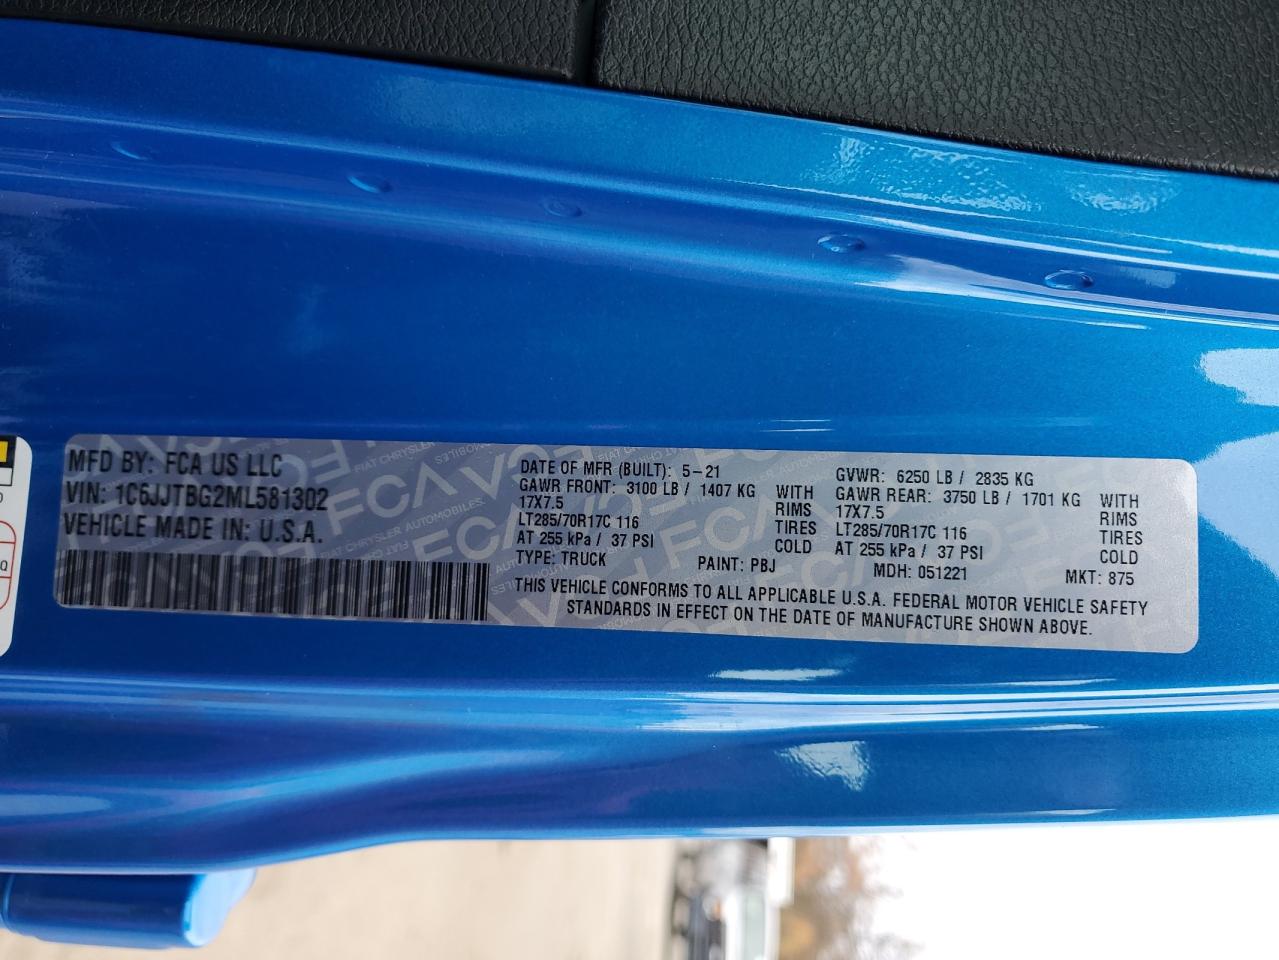 MFD BY: FCA US LLC
VIN: 1C6JJTBG2ML581302
VEHICLE MADE IN: U.S.A.
DATE OF MFR (BUILT): 5-21
GAWR FRONT: 3100 LB / 1407 KG WITH
17X7.5 RIMS
LT285/70R17C 116 TIRES
AT 255 kPa / 37 PSI COLD
TYPE: TRUCK PAINT: PBJ
GVWR: 6250 LB / 2835 KG
GAWR REAR: 3750 LB / 1701 KG WITH
17X7.5 RIMS
LT285/70R17C 116 TIRES
AT 255 kPa / 37 PSI COLD
MDH: 051221 MKT: 875
THIS VEHICLE CONFORMS TO ALL APPLICABLE U.S.A. FEDERAL MOTOR VEHICLE SAFETY
STANDARDS IN EFFECT ON THE DATE OF MANUFACTURE SHOWN ABOVE.